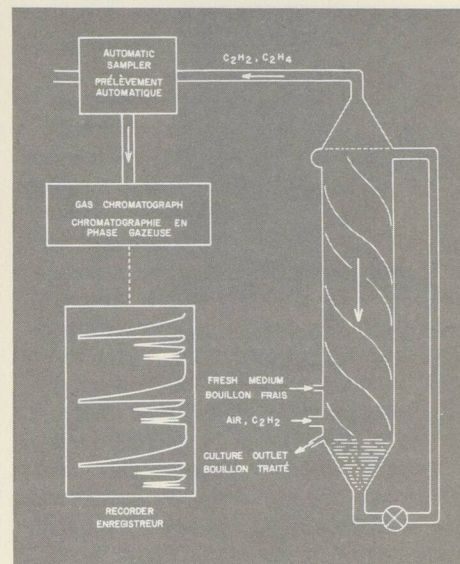 AUTOMATIC
SAMPLER
PRÉLÈVEMENT
AUTOMATIQUE
C2H2, C2H4
GAS CHROMATOGRAPH
CHROMATOGRAPHIE EN
PHASE GAZEUSE
FRESH MEDIUM
BOUILLON FRAIS
AIR, C2H2
CULTURE OUTLET
BOUILLON TRAITÉ
RECORDER
ENREGISTREUR